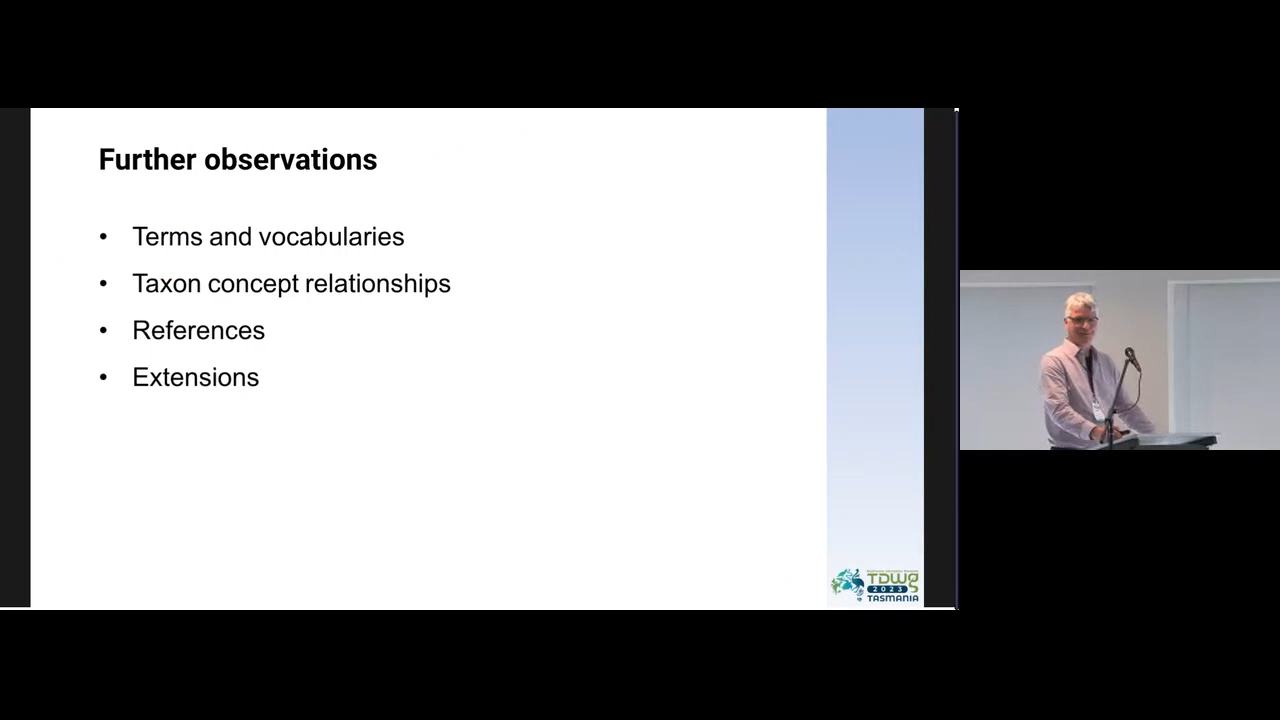 Further observations
• Terms and vocabularies
• Taxon concept relationships
• References
• Extensions
TDWG
2023
TASMANIA